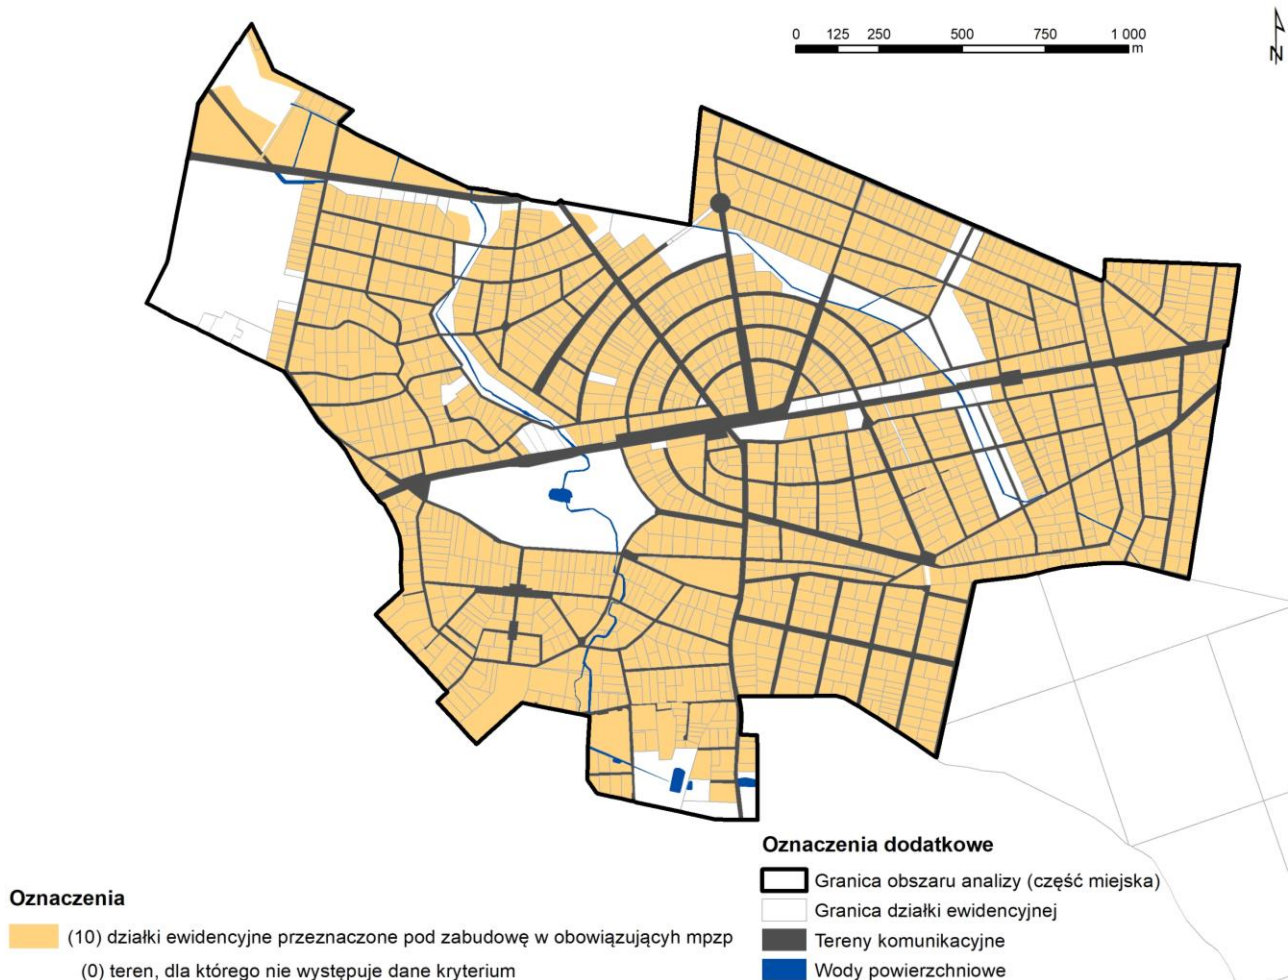 0 125 250 500 750 1 000
m
N
Oznaczenia dodatkowe
Granica obszaru analizy (część miejska)
Granica działki ewidencyjnej
Tereny komunikacyjne
Wody powierzchniowe
Oznaczenia
(10) działki ewidencyjne przeznaczone pod zabudowę w obowiązujących mpzp
(0) teren, dla którego nie występuje dane kryterium